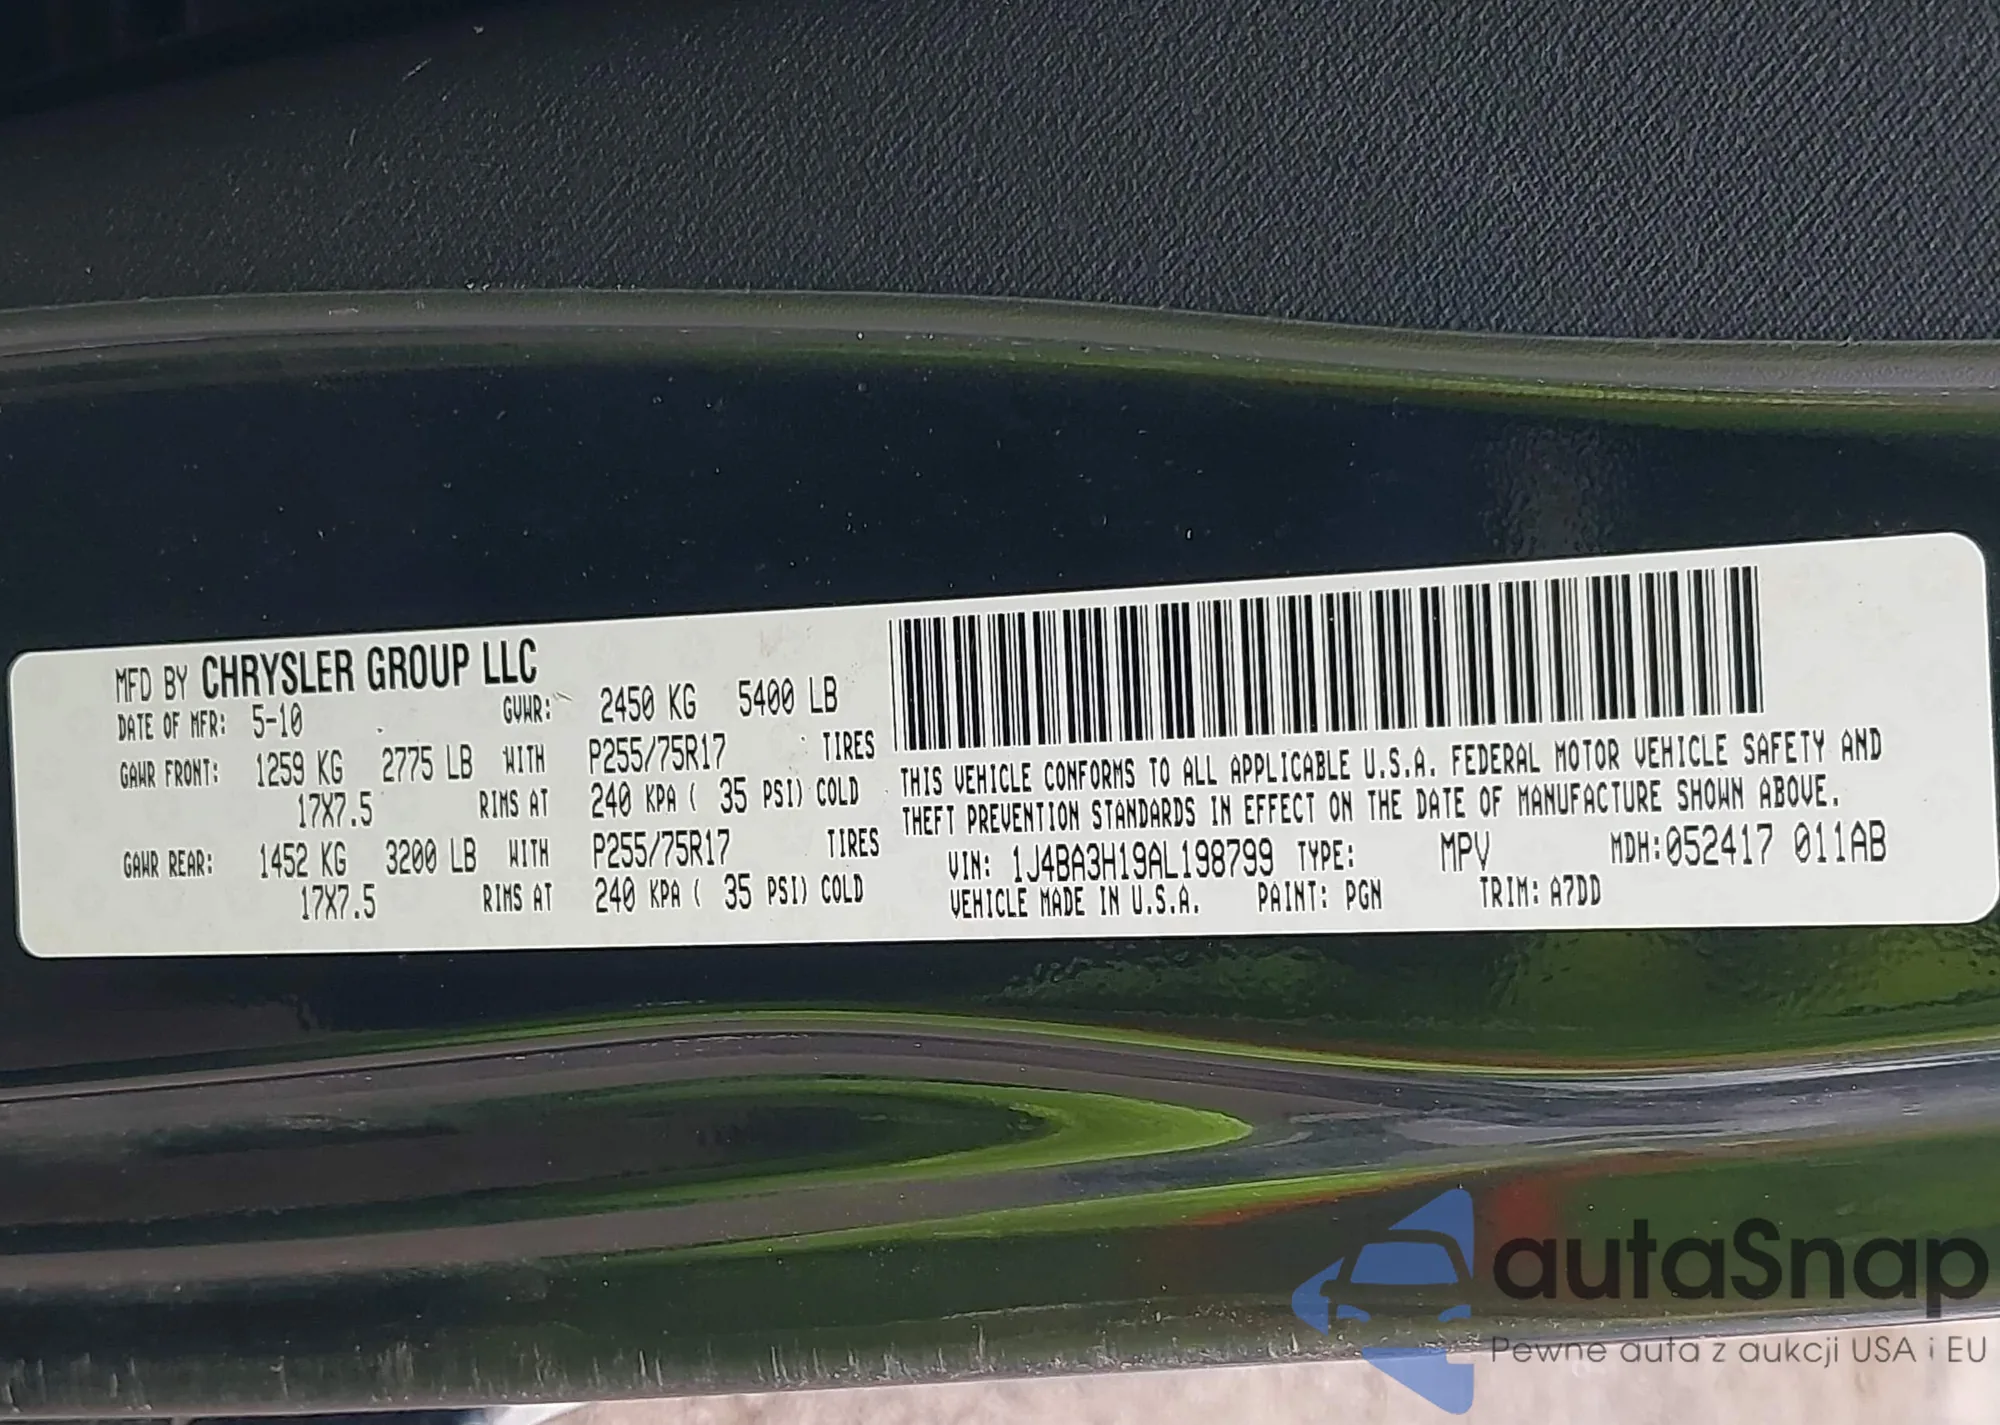 MFD BY CHRYSLER GROUP LLC
DATE OF MFR: 5-10 GVWR: 2450 KG 5400 LB
GAWR FRONT: 1259 KG 2775 LB WITH P255/75R17 TIRES
17X7.5 RIMS AT 240 KPA ( 35 PSI) COLD
GAWR REAR: 1452 KG 3200 LB WITH P255/75R17 TIRES
17X7.5 RIMS AT 240 KPA ( 35 PSI) COLD
THIS VEHICLE CONFORMS TO ALL APPLICABLE U.S.A. FEDERAL MOTOR VEHICLE SAFETY AND
THEFT PREVENTION STANDARDS IN EFFECT ON THE DATE OF MANUFACTURE SHOWN ABOVE.
VIN: 1J4BA3H19AL198799 TYPE: MPV MDH:052417 011AB
VEHICLE MADE IN U.S.A. PAINT: PGN TRIM: A7DD
autaSnap
Pewne auta z aukcji USA i EU